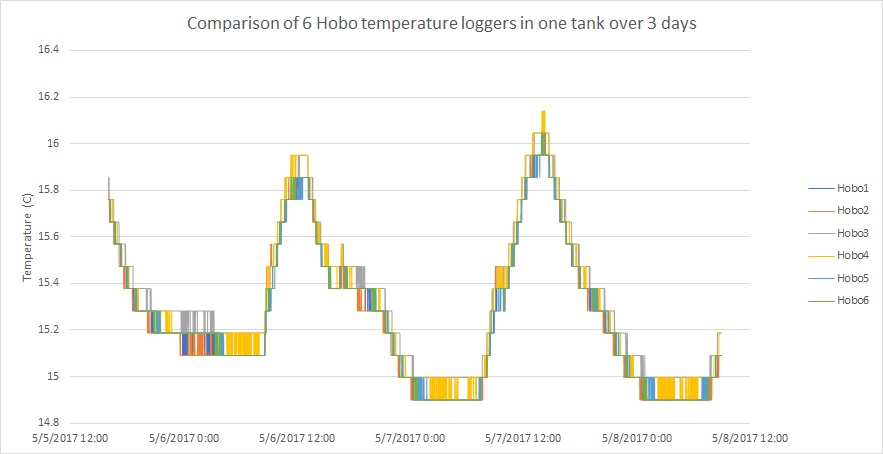 Comparison of 6 Hobo temperature loggers in one tank over 3 days
16.4
16.2
16
15.8
15.6
15.4
15.2
15
14.8
Temperature (C)
5/5/2017 12:00
5/6/2017 0:00
5/6/2017 12:00
5/7/2017 0:00
5/7/2017 12:00
5/8/2017 0:00
5/8/2017 12:00
Hobo1
Hobo2
Hobo3
Hobo4
Hobo5
Hobo6